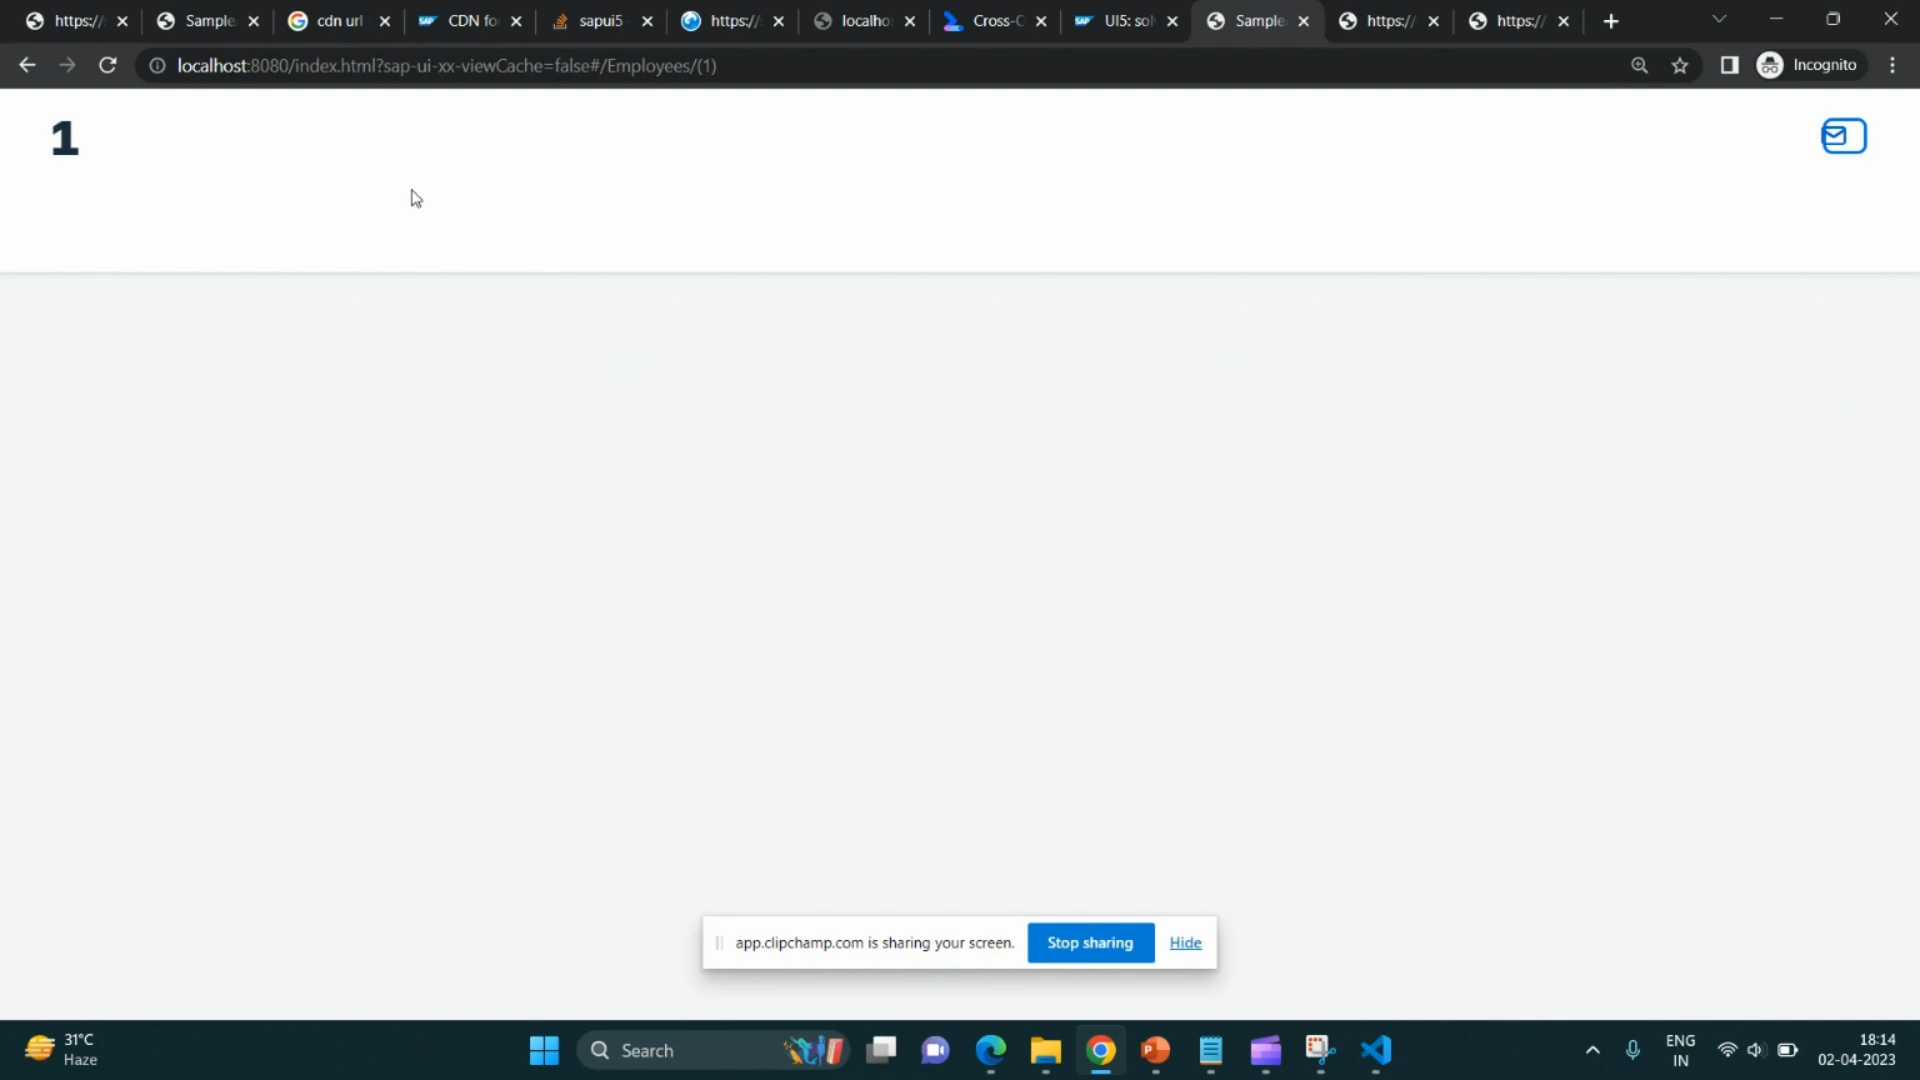 https://
Sample
cdn url
CDN fo
sapui5
https://
localho
Cross-O
UI5: sol
Sample
https://
https://
localhost:8080/index.html?sap-ui-xx-viewCache=false#/Employees/(1)
Incognito
1
app.clipchamp.com is sharing your screen.
Stop sharing
Hide
31°C
Haze
Search
ENG
IN
18:14
02-04-2023